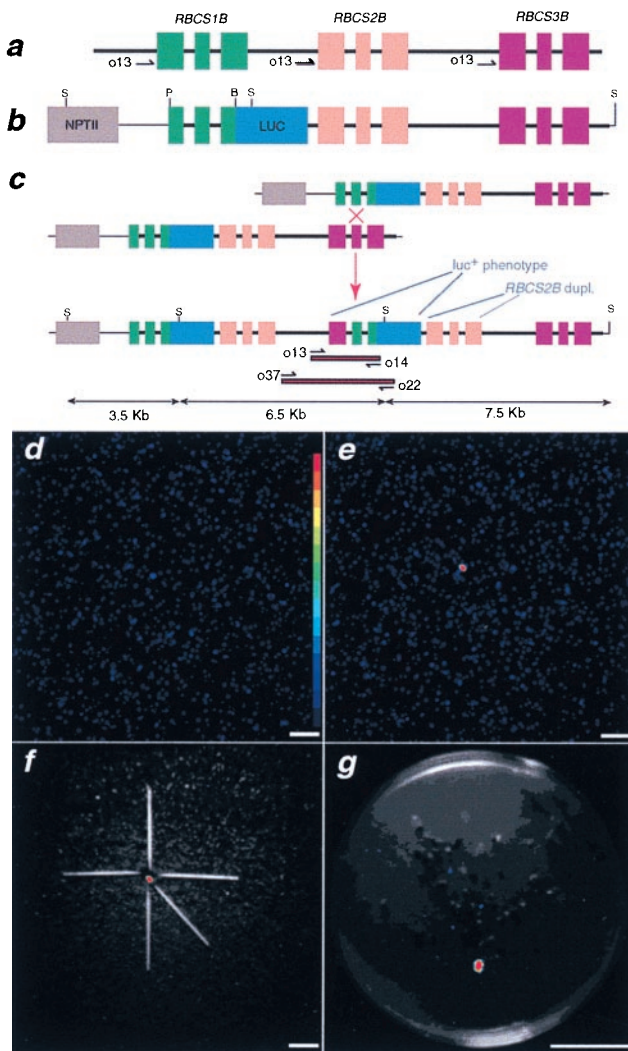 RBCS1B RBCS2B RBCS3B
a
o13 o13 o13
S P B S S
b NPTII LUC
c
luc+ phenotype
RBCS2B dupl.
S S S S
o13 o14
o37 o22
3.5 Kb 6.5 Kb 7.5 Kb
d e
f g